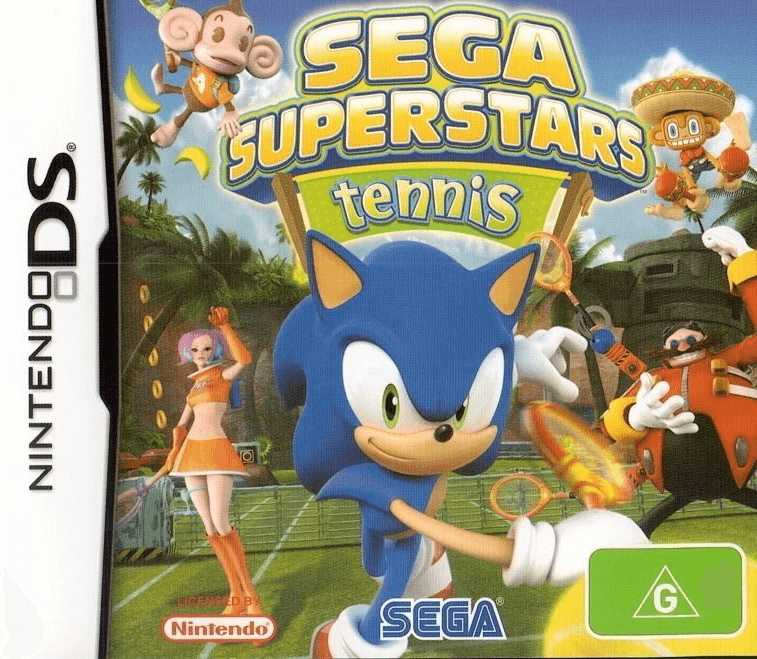 NINTENDO DS®
SEGA
SUPERSTARS
tennis
LICENSED BY
Nintendo®
SEGA®
G